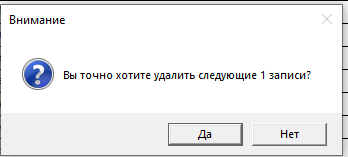 Внимание
Вы точно хотите удалить следующие 1 записи?
Да
Нет